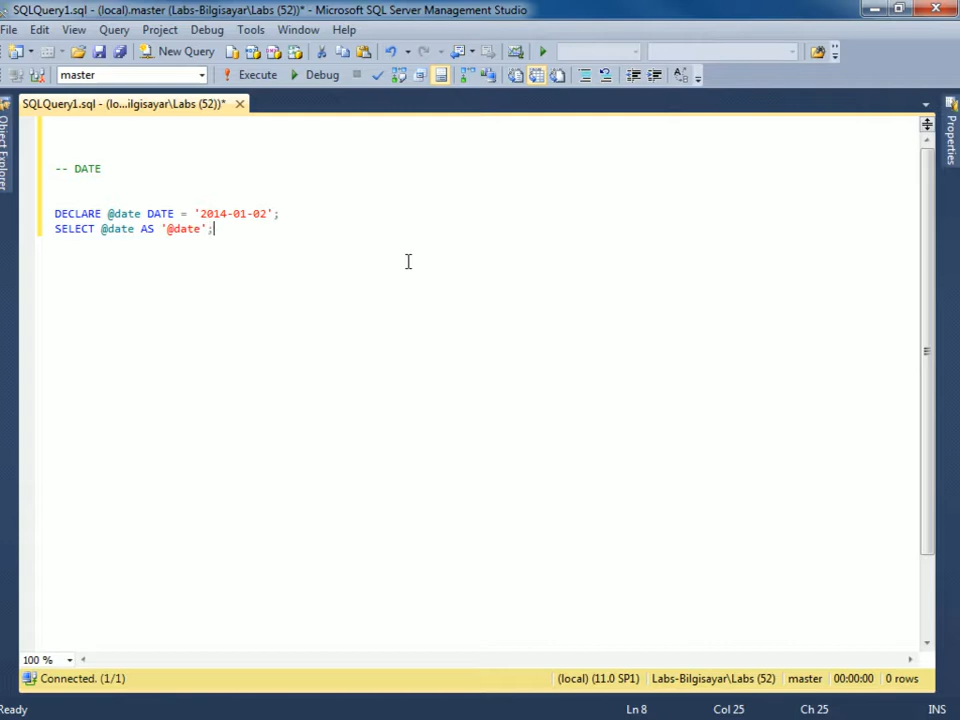 SQLQuery1.sql - (local).master (Labs-Bilgisayar\Labs (52))* - Microsoft SQL Server Management Studio
File Edit View Query Project Debug Tools Window Help
New Query
master Execute Debug
SQLQuery1.sql - (lo...ilgisayar\Labs (52))*
Object Explorer
Properties
-- DATE
DECLARE @date DATE = '2014-01-02';
SELECT @date AS '@date';
100 %
Connected. (1/1) (local) (11.0 SP1) Labs-Bilgisayar\Labs (52) master 00:00:00 0 rows
Ready Ln 8 Col 25 Ch 25 INS